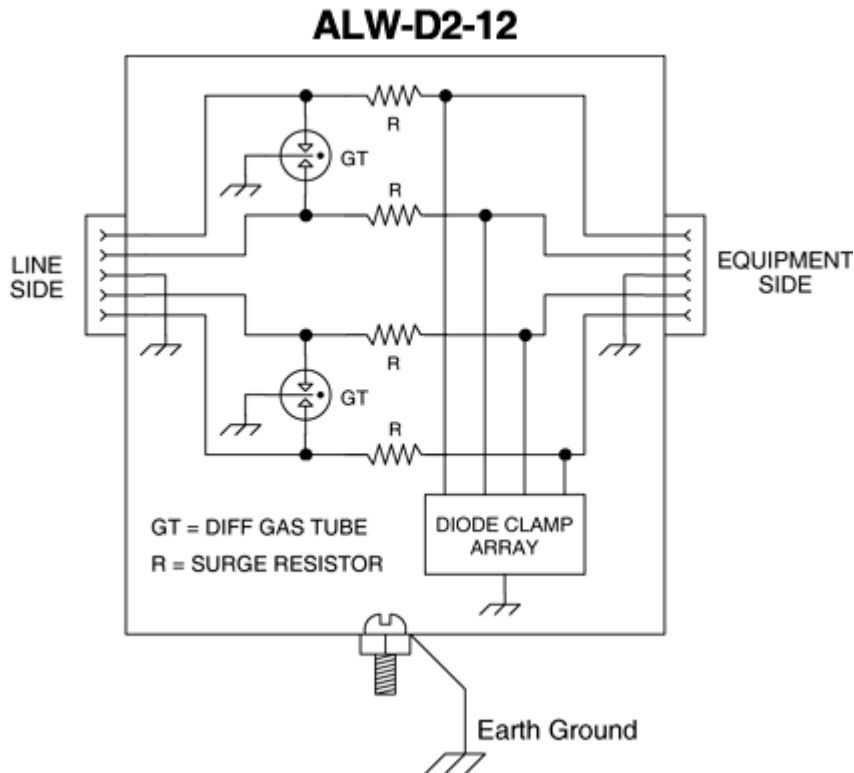 ALW-D2-12
R
GT
R
LINE
SIDE
EQUIPMENT
SIDE
R
GT
R
GT = DIFF GAS TUBE
R = SURGE RESISTOR
DIODE CLAMP
ARRAY
Earth Ground